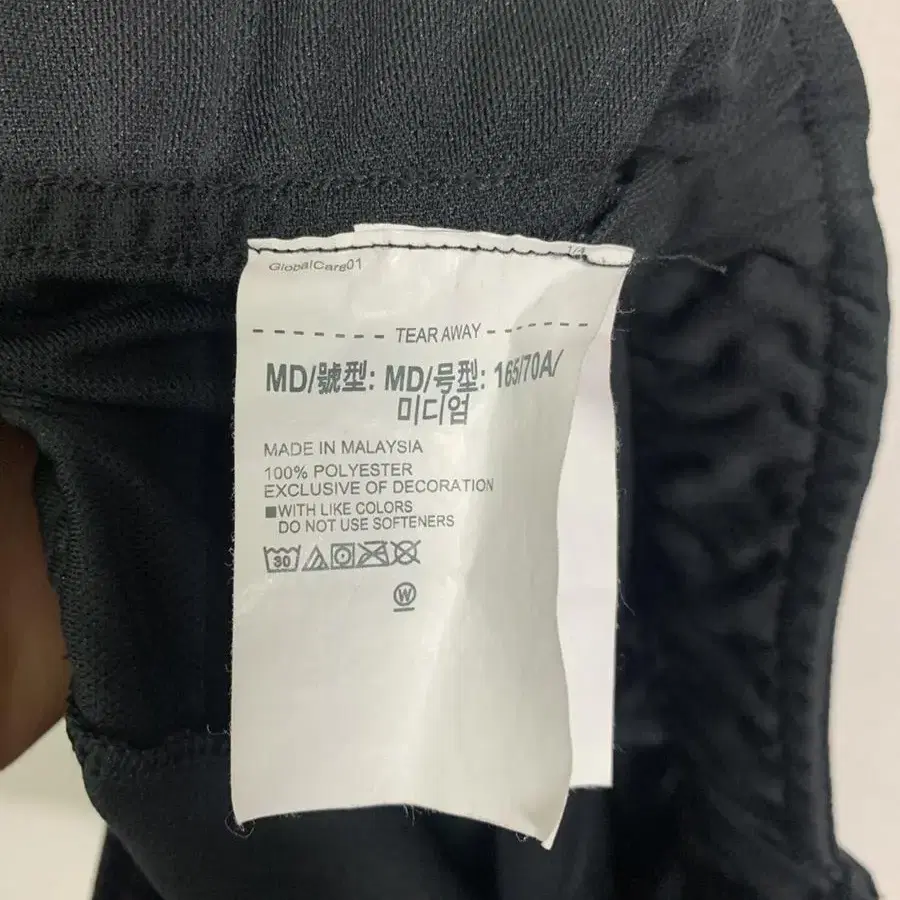 1/4
GlobalCare01
TEAR AWAY
MD/號型: MD/号型: 165/70A/
미디엄
MADE IN MALAYSIA
100% POLYESTER
EXCLUSIVE OF DECORATION
■WITH LIKE COLORS
DO NOT USE SOFTENERS
30
W